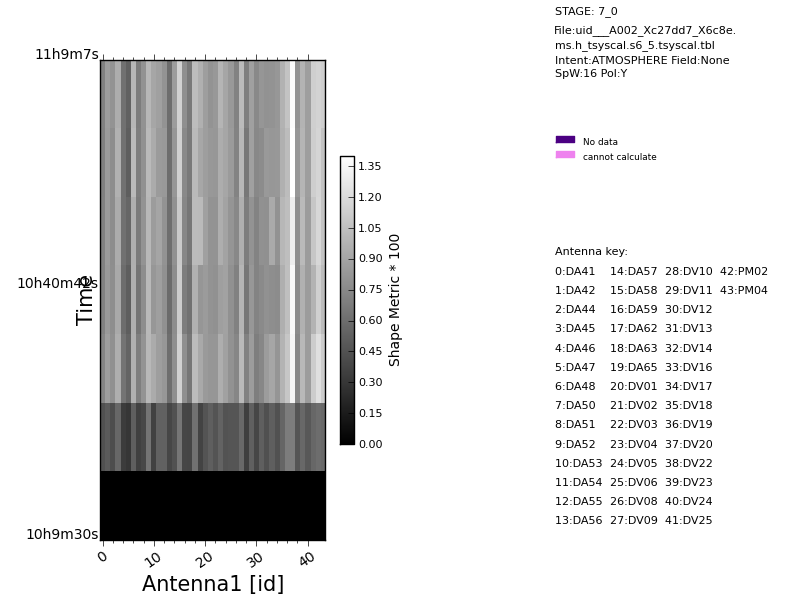 STAGE: 7_0
File:uid___A002_Xc27dd7_X6c8e.
ms.h_tsyscal.s6_5.tsyscal.tbl
Intent:ATMOSPHERE Field:None
SpW:16 Pol:Y
No data
cannot calculate
11h9m7s
10h40m42s
10h9m30s
Time
0 10 20 30 40
Antenna1 [id]
1.35
1.20
1.05
0.90
0.75
0.60
0.45
0.30
0.15
0.00
Shape Metric * 100
Antenna key:
0:DA41 14:DA57 28:DV10 42:PM02
1:DA42 15:DA58 29:DV11 43:PM04
2:DA44 16:DA59 30:DV12
3:DA45 17:DA62 31:DV13
4:DA46 18:DA63 32:DV14
5:DA47 19:DA65 33:DV16
6:DA48 20:DV01 34:DV17
7:DA50 21:DV02 35:DV18
8:DA51 22:DV03 36:DV19
9:DA52 23:DV04 37:DV20
10:DA53 24:DV05 38:DV22
11:DA54 25:DV06 39:DV23
12:DA55 26:DV08 40:DV24
13:DA56 27:DV09 41:DV25